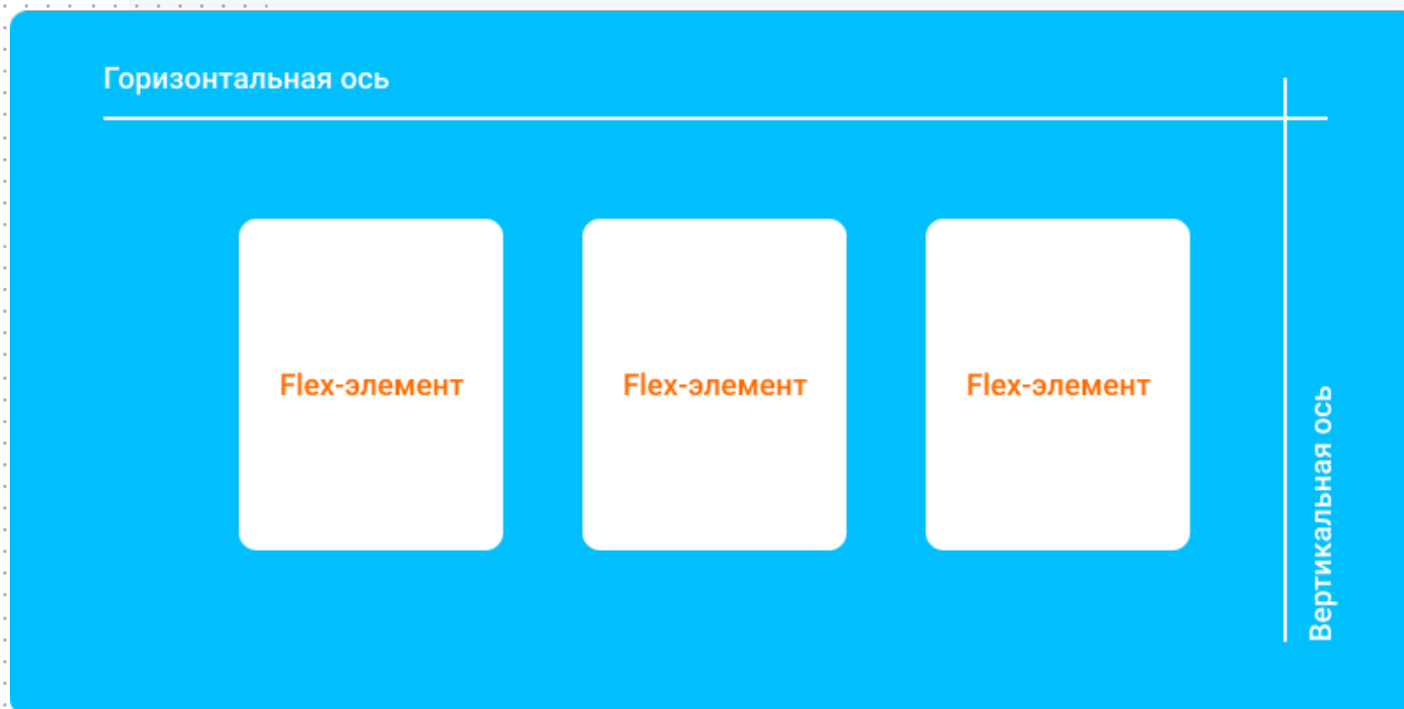 Горизонтальная ось
Flex-элемент
Flex-элемент
Flex-элемент
Вертикальная ось